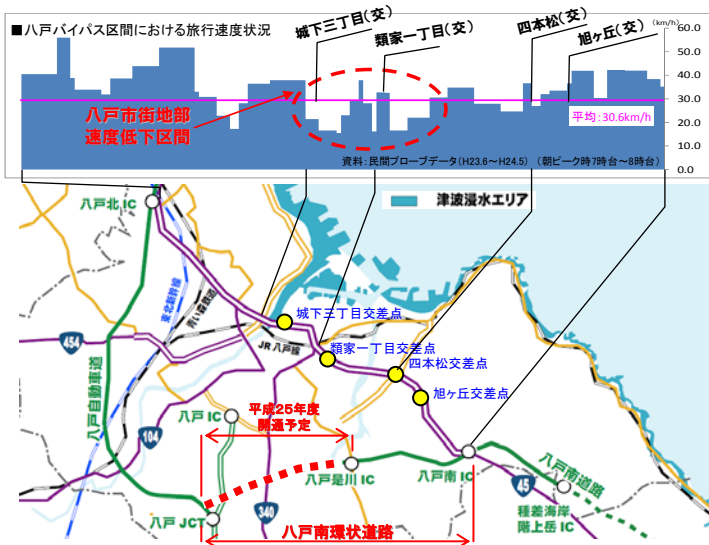 ■八戸バイパス区間における旅行速度状況
城下三丁目(交)
類家一丁目(交)
四本松(交)
旭ヶ丘(交)
(km/h)
60.0
50.0
40.0
30.0
20.0
10.0
0.0
八戸市街地部
速度低下区間
平均:30.6km/h
資料:民間プローブデータ(H23.6~H24.5) (朝ピーク時7時台~8時台)
津波浸水エリア
八戸北IC
東北新幹線
青い森鉄道
454
JR八戸線
城下三丁目交差点
類家一丁目交差点
四本松交差点
旭ヶ丘交差点
八戸自動車道
104
八戸IC
平成25年度
開通予定
八戸是川IC
八戸南IC
八戸南道路
45
種差海岸
階上岳IC
八戸JCT
340
八戸南環状道路